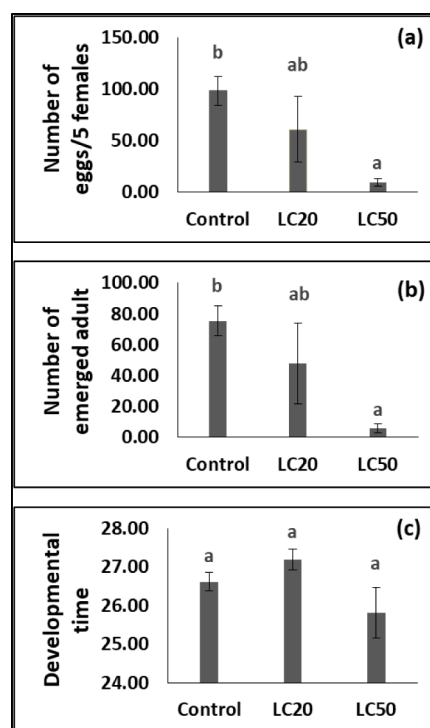 (a)
Number of
eggs/5 females
150.00
100.00
50.00
0.00
b
ab
a
Control LC20 LC50
(b)
Number of
emerged adult
100.00
80.00
60.00
40.00
20.00
0.00
b
ab
a
Control LC20 LC50
(c)
Developmental
time
28.00
27.00
26.00
25.00
24.00
a
a
a
Control LC20 LC50